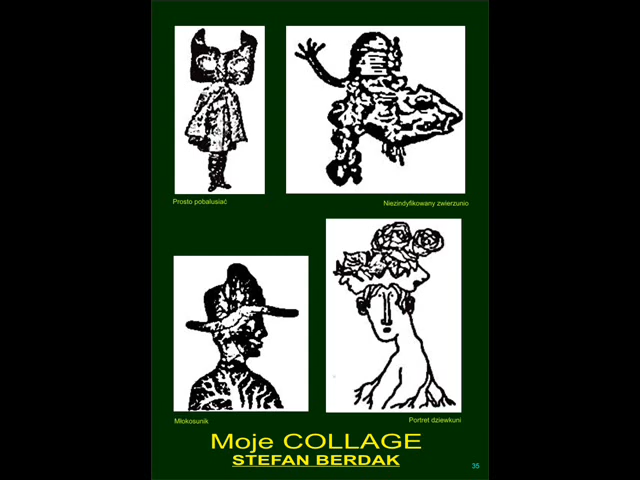 Prosto pobalusiać
Niezindyfikowany zwierzunio
Młokosunik
Portret dziewkuni
Moje COLLAGE
STEFAN BERDAK
35